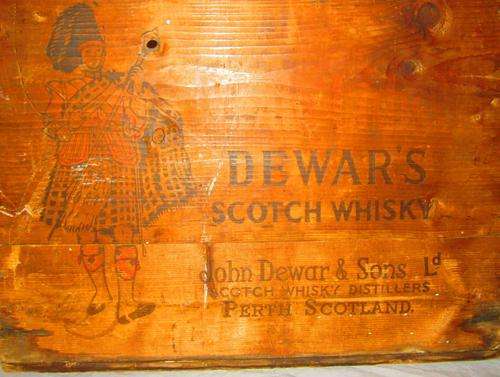 DEWAR'S
SCOTCH WHISKY
John Dewar & Sons Ld
SCOTCH WHISKY DISTILLERS
PERTH SCOTLAND.